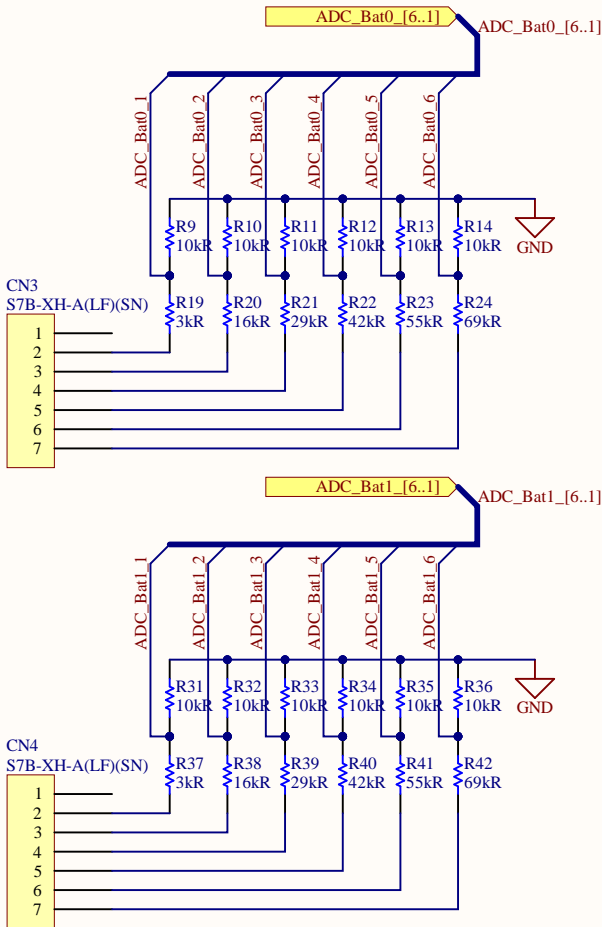 ADC_Bat0_[6..1]
ADC_Bat0_[6..1]
ADC_Bat0_1
ADC_Bat0_2
ADC_Bat0_3
ADC_Bat0_4
ADC_Bat0_5
ADC_Bat0_6
R9 R10 R11 R12 R13 R14
10kR 10kR 10kR 10kR 10kR 10kR
GND
CN3
S7B-XH-A(LF)(SN)
R19 R20 R21 R22 R23 R24
3kR 16kR 29kR 42kR 55kR 69kR
1
2
3
4
5
6
7
ADC_Bat1_[6..1]
ADC_Bat1_[6..1]
ADC_Bat1_1
ADC_Bat1_2
ADC_Bat1_3
ADC_Bat1_4
ADC_Bat1_5
ADC_Bat1_6
R31 R32 R33 R34 R35 R36
10kR 10kR 10kR 10kR 10kR 10kR
GND
CN4
S7B-XH-A(LF)(SN)
R37 R38 R39 R40 R41 R42
3kR 16kR 29kR 42kR 55kR 69kR
1
2
3
4
5
6
7